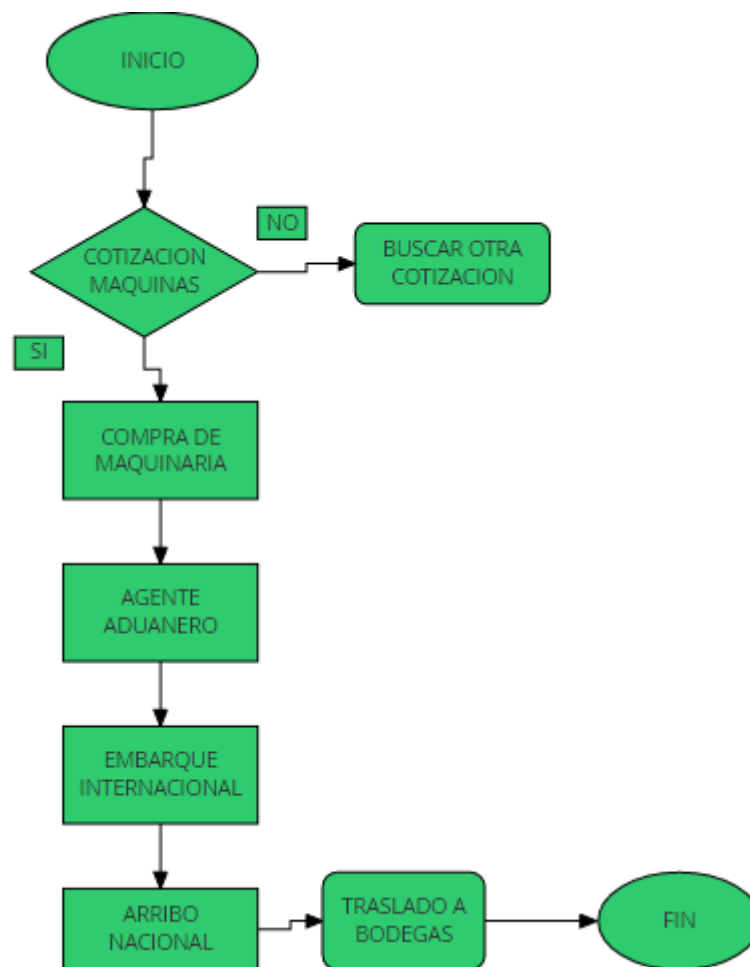 INICIO
COTIZACION
MAQUINAS
NO
BUSCAR OTRA
COTIZACION
SI
COMPRA DE
MAQUINARIA
AGENTE
ADUANERO
EMBARQUE
INTERNACIONAL
ARRIBO
NACIONAL
TRASLADO A
BODEGAS
FIN